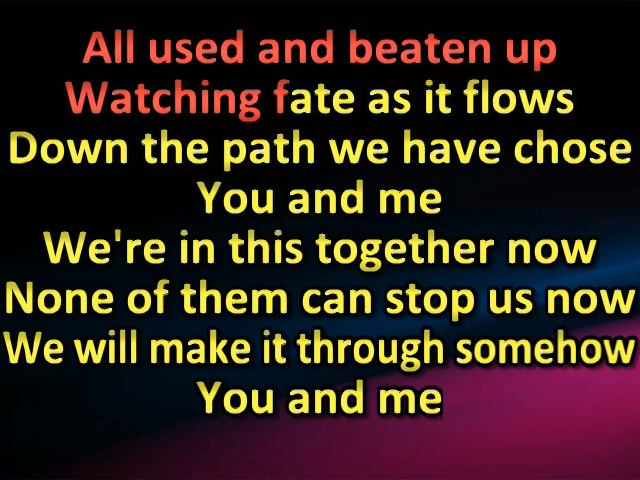 All used and beaten up
Watching fate as it flows
Down the path we have chose
You and me
We're in this together now
None of them can stop us now
We will make it through somehow
You and me